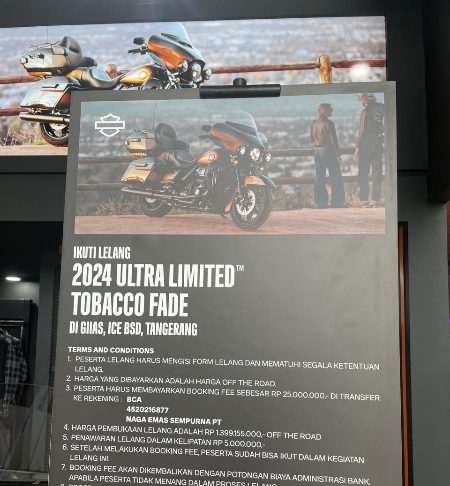 IKUTI LELANG
2024 ULTRA LIMITED™
TOBACCO FADE
DI GIIAS, ICE BSD, TANGERANG
TERMS AND CONDITIONS
1. PESERTA LELANG HARUS MENGISI FORM LELANG DAN MEMATUHI SEGALA KETENTUAN
LELANG.
2. HARGA YANG DIBAYARKAN ADALAH HARGA OFF THE ROAD.
3. PESERTA HARUS MEMBAYARKAN BOOKING FEE SEBESAR RP 25.000.000,- DI TRANSFER
KE REKENING : BCA
4520216877
NAGA EMAS SEMPURNA PT
4. HARGA PEMBUKAAN LELANG ADALAH RP 1.399.155.000,- OFF THE ROAD
5. PENAWARAN LELANG DALAM KELIPATAN RP 5.000.000,-
6. SETELAH MELAKUKAN BOOKING FEE, PESERTA SUDAH BISA IKUT DALAM KEGIATAN
LELANG INI.
7. BOOKING FEE AKAN DIKEMBALIKAN DENGAN POTONGAN BIAYA ADMINISTRASI BANK,
APABILA PESERTA TIDAK MENANG DALAM PROSES LELANG